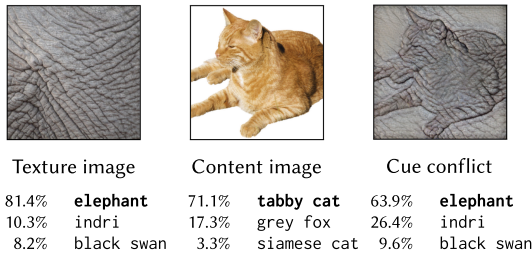 Texture image
81.4% elephant
10.3% indri
8.2% black swan
Content image
71.1% tabby cat
17.3% grey fox
3.3% siamese cat
Cue conflict
63.9% elephant
26.4% indri
9.6% black swan